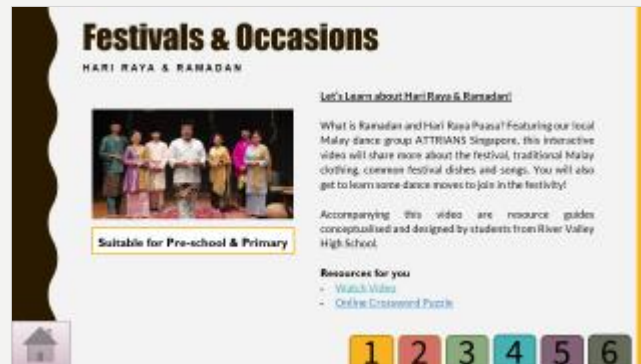 Festivals & Occasions
HARI RAYA & RAMADAN
Let's Learn about Hari Raya & Ramadan!
What is Ramadan and Hari Raya Puasa? Featuring our local
Malay dance group ATTRIANS Singapore, this interactive
video will share more about the festival, traditional Malay
clothing, common festival dishes and songs. You will also
get to learn some dance moves to join in the festivity!
Accompanying this video are resource guides
conceptualised and designed by students from River Valley
High School.
Suitable for Pre-school & Primary
Resources for you
- Watch Video
- Online Crossword Puzzle
1 2 3 4 5 6